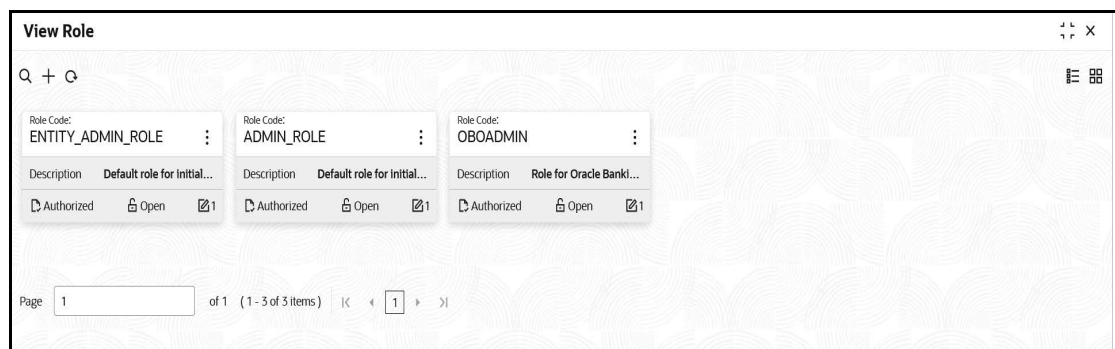 View Role
Role Code:
ENTITY_ADMIN_ROLE
Description Default role for initial...
Authorized Open 1
Role Code:
ADMIN_ROLE
Description Default role for initial...
Authorized Open 1
Role Code:
OBOADMIN
Description Role for Oracle Banki...
Authorized Open 1
Page 1 of 1 (1 - 3 of 3 items) 1